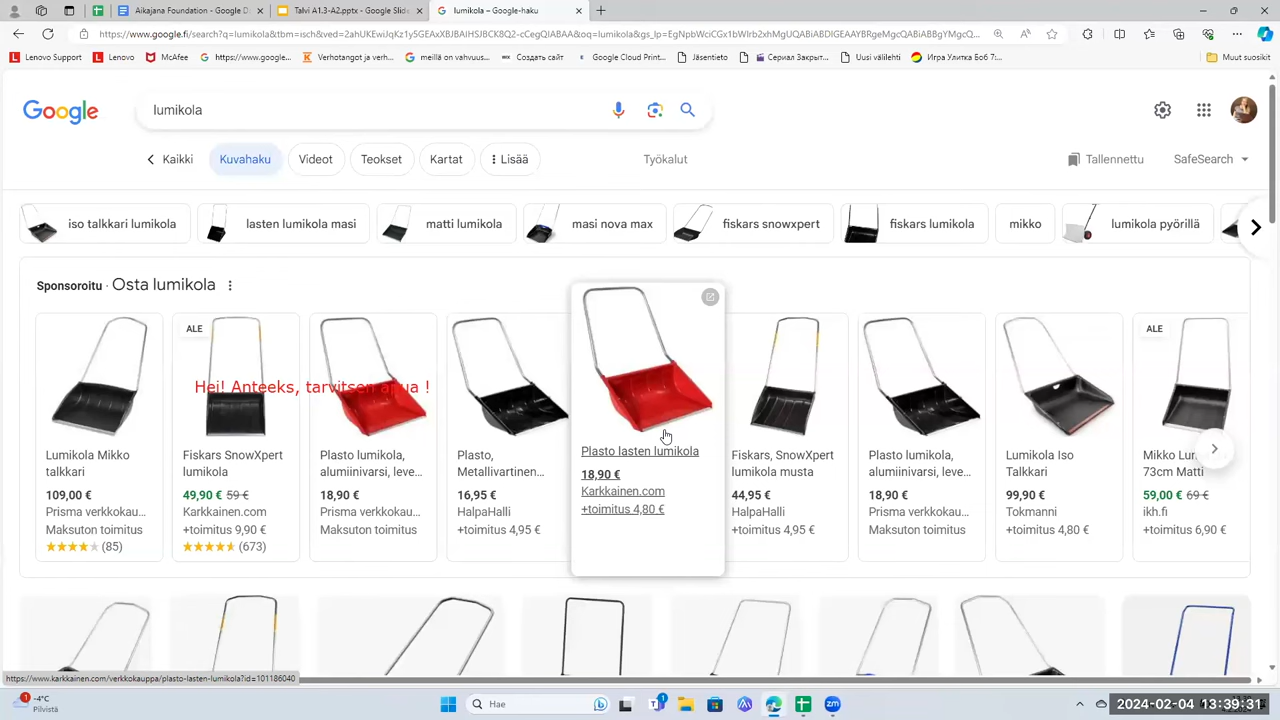 Aikajana Foundation - Google D
Talvi A1.3-A2.pptx - Google Slide
lumikola – Google-haku
https://www.google.fi/search?q=lumikola&tbm=isch&ved=2ahUKEwiJqKz1y5GEAxXBJBAIHSJBCK8Q2-cCegQIABAA&oq=lumikola&gs_lp=EgNpbWciCGx1bWlrb2xhMgUQABiABDIGEAAYBRgeMgcQABiABBgYMgcQ...
Lenovo Support
Lenovo
McAfee
https://www.google...
Verhotangot ja verh...
meillä on vahvuus...
Создать сайт
Google Cloud Print...
Jäsentieto
Сериал Закрыт...
Uusi välilehti
Игра Улитка Боб 7:...
Muut suosikit
Google
lumikola
Kaikki
Kuvahaku
Videot
Teokset
Kartat
Lisää
Työkalut
Tallennettu
SafeSearch
iso talkkari lumikola
lasten lumikola masi
matti lumikola
masi nova max
fiskars snowxpert
fiskars lumikola
mikko
lumikola pyörillä
Sponsoroitu · Osta lumikola
Hei! Anteeks, tarvitsen apua !
Lumikola Mikko
talkkari
109,00 €
Prisma verkkokau...
Maksuton toimitus
(85)
ALE
Fiskars SnowXpert
lumikola
49,90 € 59 €
Karkkainen.com
+toimitus 9,90 €
(673)
Plasto lumikola,
alumiinivarsi, leve...
18,90 €
Prisma verkkokau...
Maksuton toimitus
Plasto,
Metallivartinen...
16,95 €
HalpaHalli
+toimitus 4,95 €
Plasto lasten lumikola
18,90 €
Karkkainen.com
+toimitus 4,80 €
Fiskars, SnowXpert
lumikola musta
44,95 €
HalpaHalli
+toimitus 4,95 €
Plasto lumikola,
alumiinivarsi, leve...
18,90 €
Prisma verkkokau...
Maksuton toimitus
Lumikola Iso
Talkkari
99,90 €
Tokmanni
+toimitus 4,80 €
ALE
Mikko
73cm Matti
59,00 € 69 €
ikh.fi
+toimitus 6,90 €
https://www.karkkainen.com/verkkokauppa/plasto-lasten-lumikola?id=101186040
1
-4°C
Pilvistä
Hae
1
2024-02-04 13:39:31